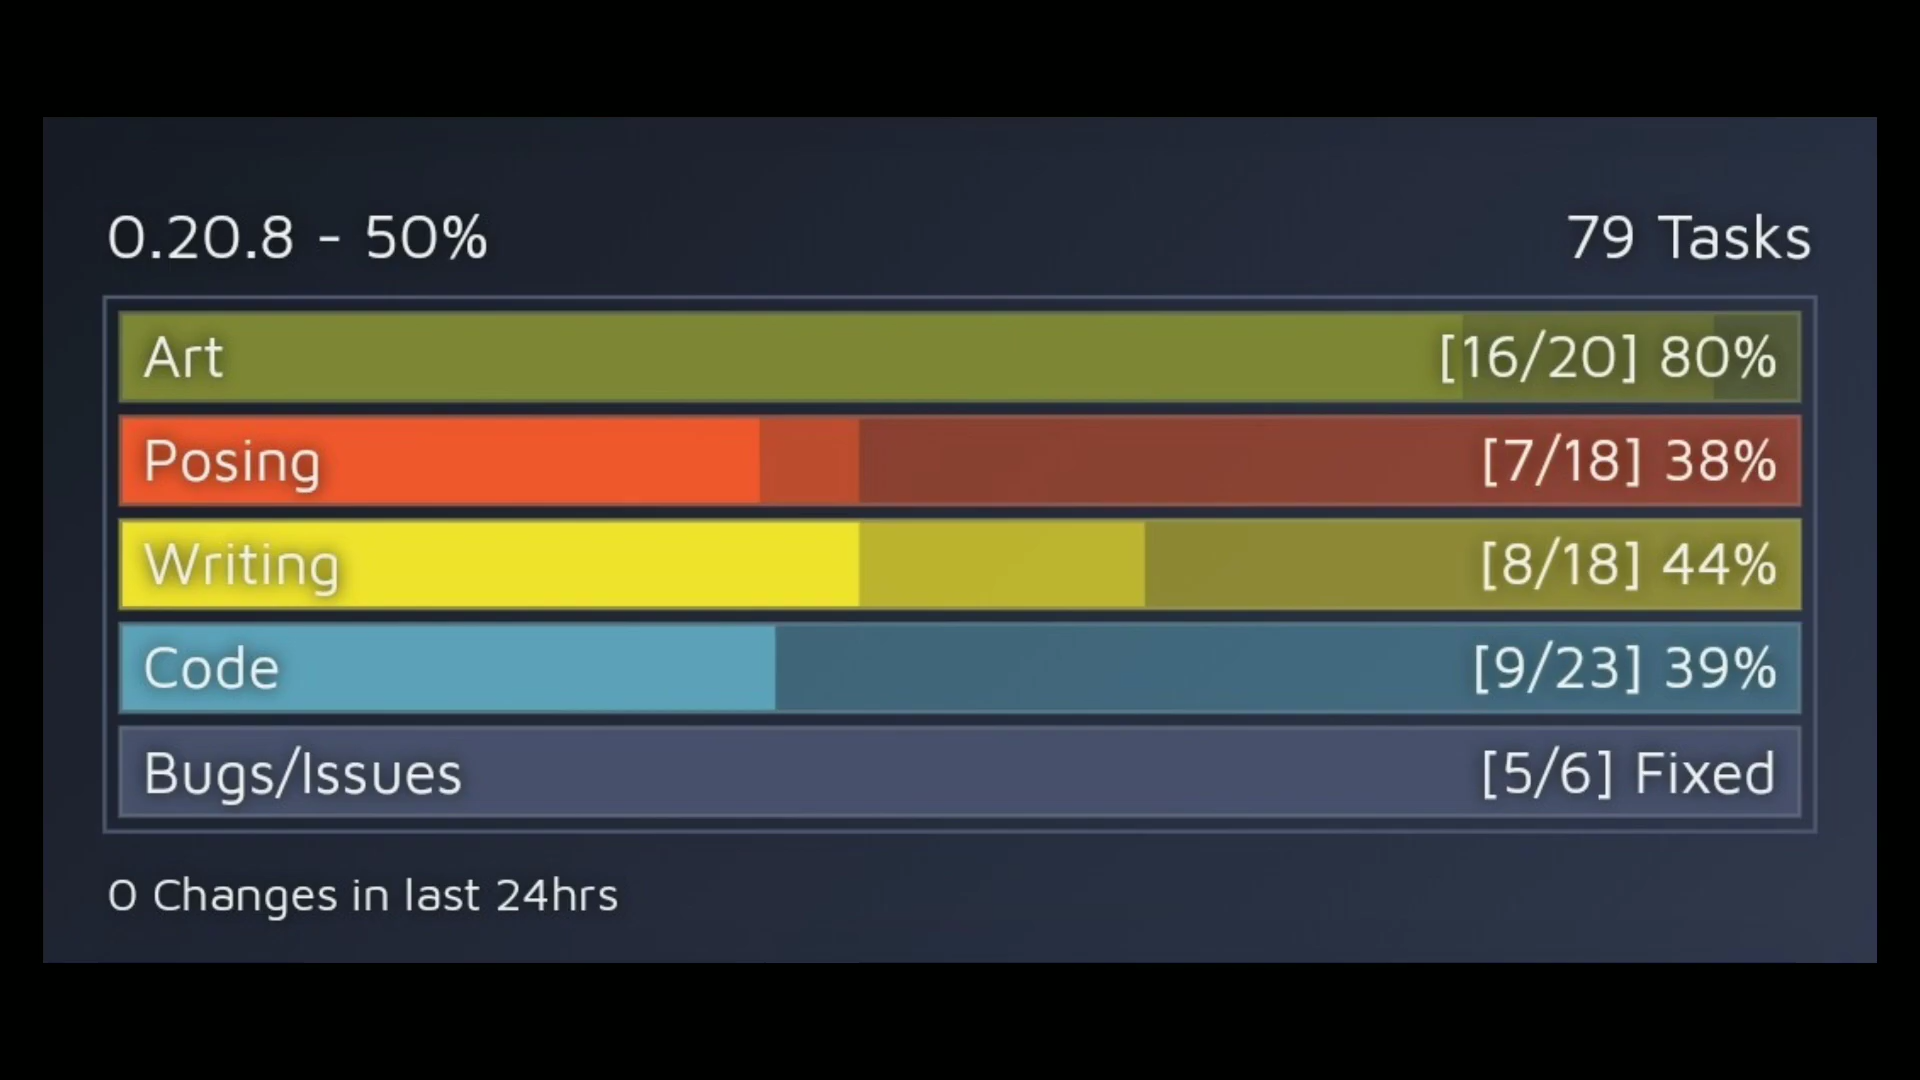 0.20.8 - 50% 79 Tasks
Art [16/20] 80%
Posing [7/18] 38%
Writing [8/18] 44%
Code [9/23] 39%
Bugs/Issues [5/6] Fixed
0 Changes in last 24hrs